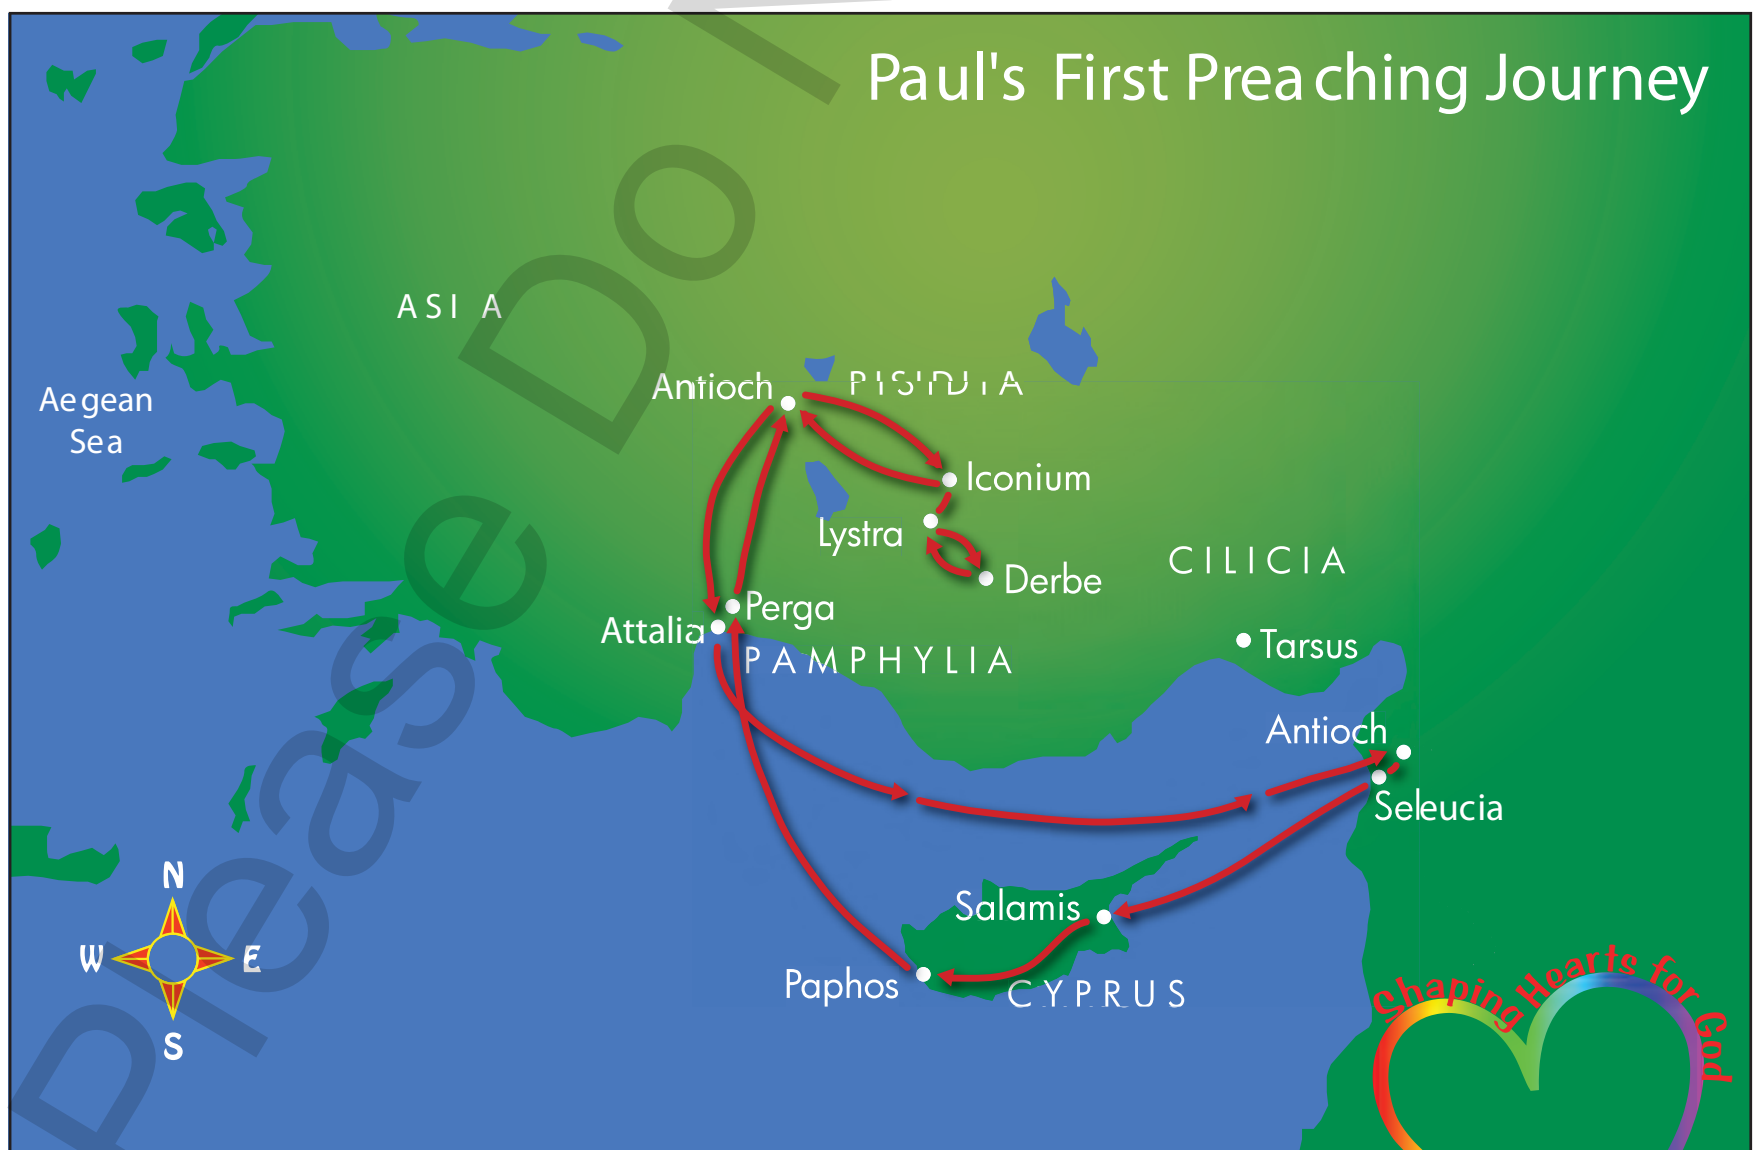 Paul's First Preaching Journey
ASIA
Aegean
Sea
Antioch
PISIDIA
Iconium
Lystra
Derbe
CILICIA
Perga
Attalia
PAMPHYLIA
Tarsus
Antioch
Seleucia
Salamis
Paphos
CYPRUS
N
W
E
S
Shaping Hearts for God
Please Do